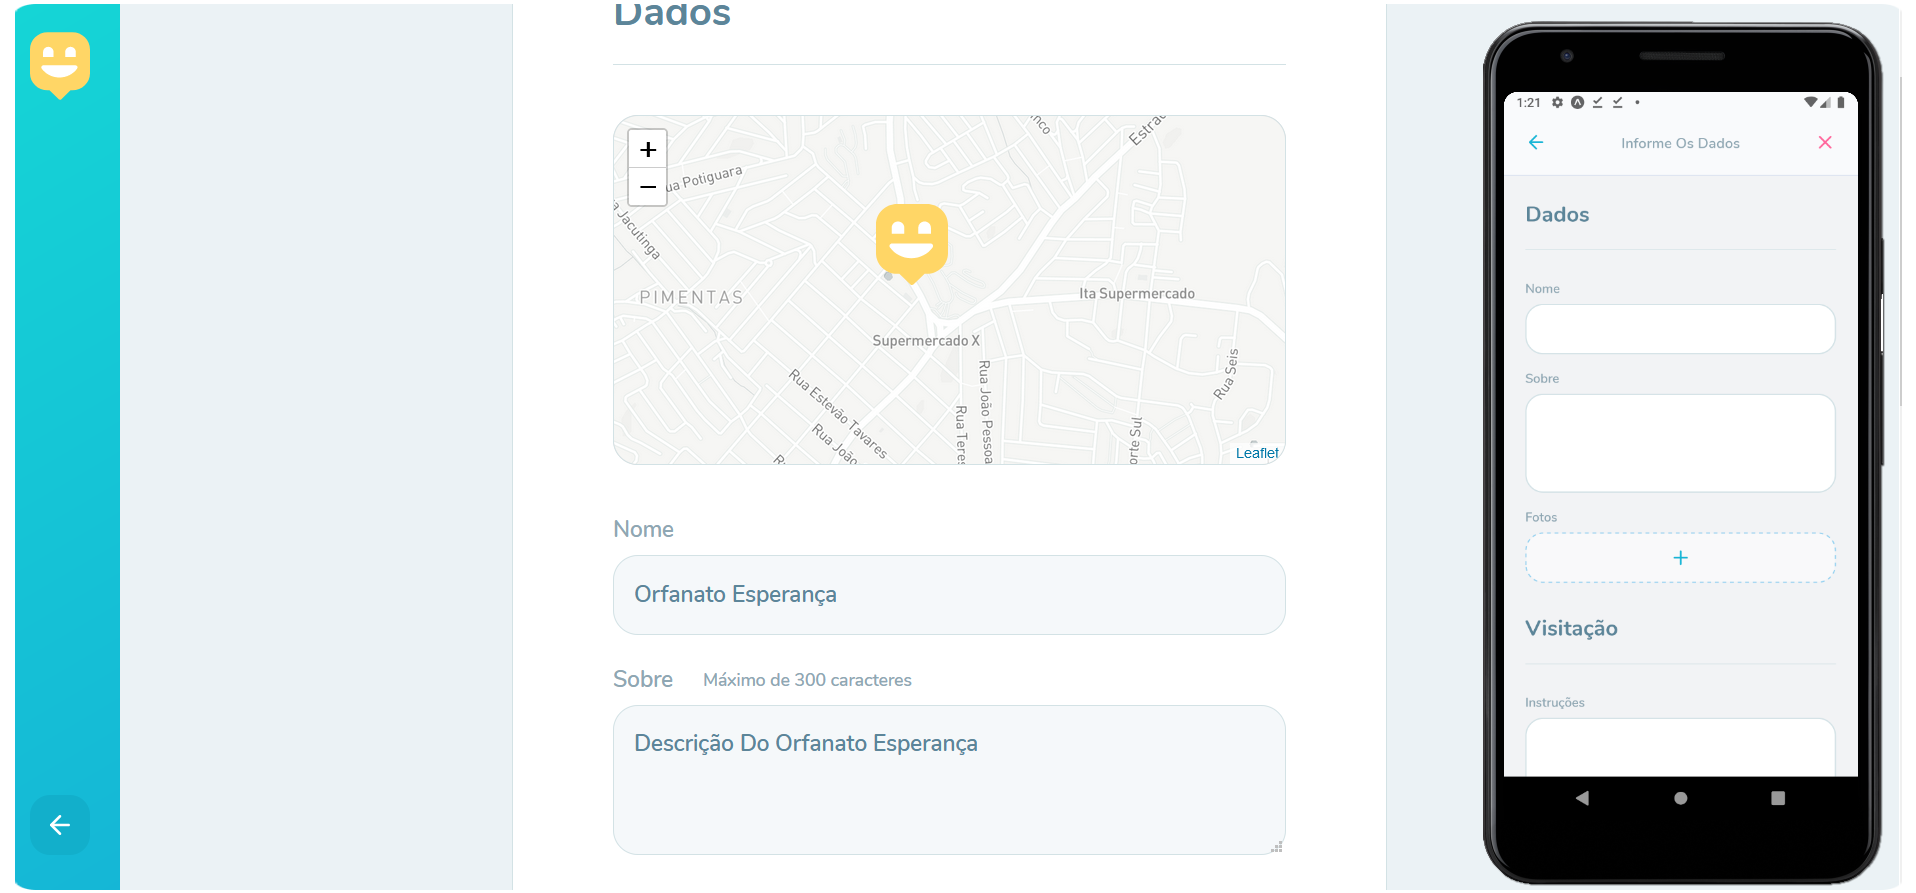 Dados
+
−
ua Potiguara
ua Jacutinga
nco
PIMENTAS
Ita Supermercado
Supermercado X
Rua Estevão Tavares
Rua João
Rua João Pessoa
Rua Teres
Rua Seis
orte Sul
Leaflet
Nome
Orfanato Esperança
Sobre Máximo de 300 caracteres
Descrição Do Orfanato Esperança
1:21
Informe Os Dados
Dados
Nome
Sobre
Fotos
+
Visitação
Instruções